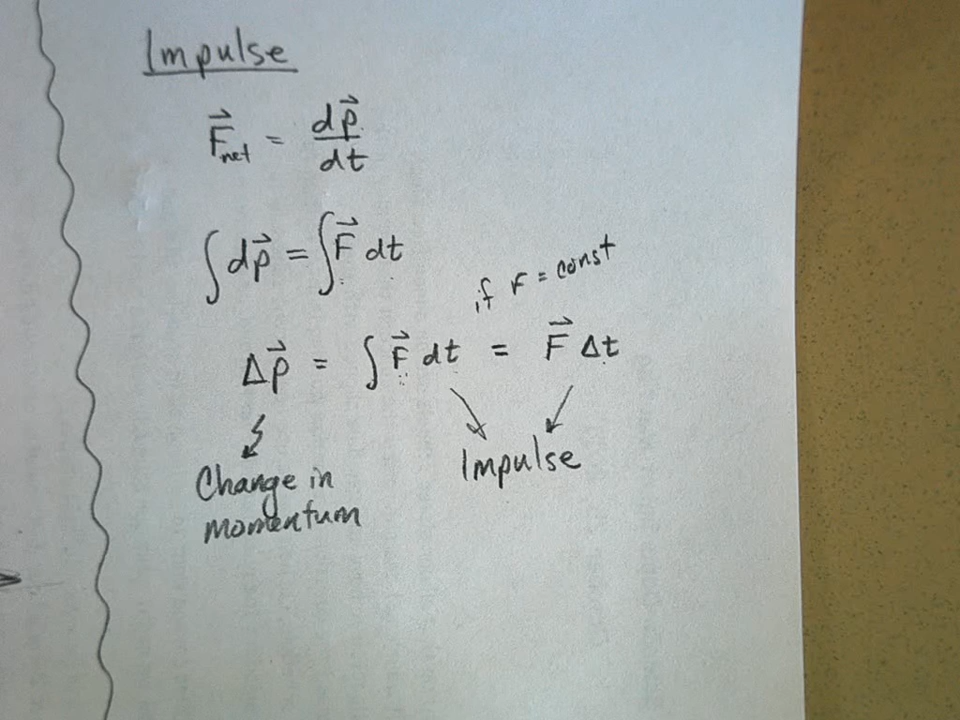 Impulse
F⃗net = dp⃗/dt
∫dp⃗ = ∫F⃗ dt
if F = const
Δp⃗ = ∫F⃗ dt = F⃗ Δt
Change in
momentum
Impulse